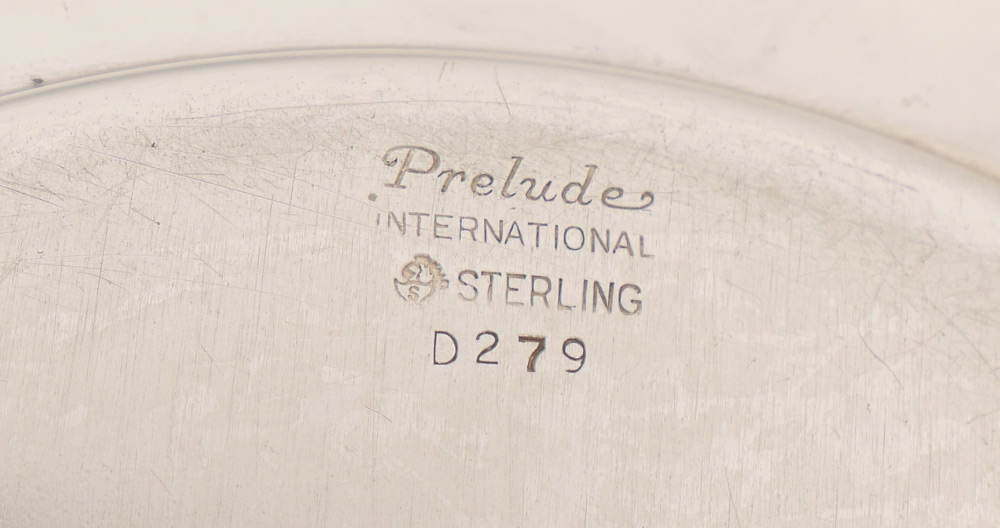 Prelude
INTERNATIONAL
STERLING
D279